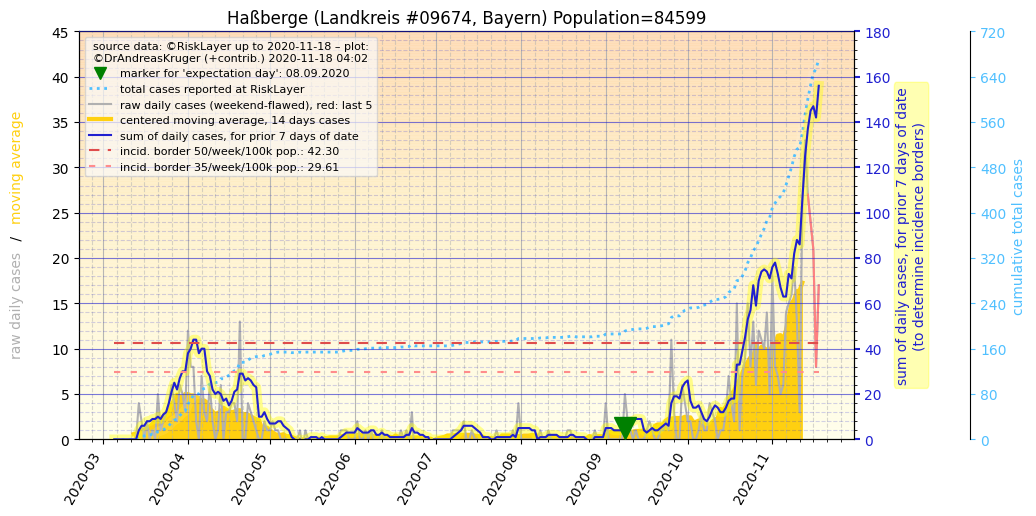 Haßberge (Landkreis #09674, Bayern) Population=84599
source data: ©RiskLayer up to 2020-11-18 – plot:
©DrAndreasKruger (+contrib.) 2020-11-18 04:02
marker for 'expectation day': 08.09.2020
total cases reported at RiskLayer
raw daily cases (weekend-flawed), red: last 5
centered moving average, 14 days cases
sum of daily cases, for prior 7 days of date
incid. border 50/week/100k pop.: 42.30
incid. border 35/week/100k pop.: 29.61
raw daily cases / moving average
45
40
35
30
25
20
15
10
5
0
2020-03
2020-04
2020-05
2020-06
2020-07
2020-08
2020-09
2020-10
2020-11
180
160
140
120
100
80
60
40
20
0
sum of daily cases, for prior 7 days of date
(to determine incidence borders)
720
640
560
480
400
320
240
160
80
0
cumulative total cases